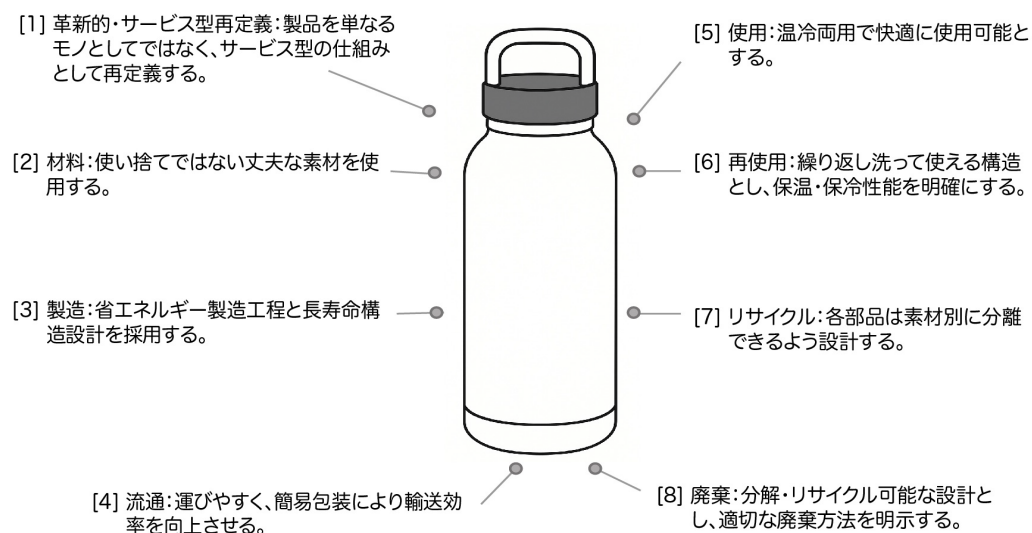 [1] 革新的・サービス型再定義：製品を単なる
モノとしてではなく、サービス型の仕組み
として再定義する。
[2] 材料：使い捨てではない丈夫な素材を使
用する。
[3] 製造：省エネルギー製造工程と長寿命構
造設計を採用する。
[4] 流通：運びやすく、簡易包装により輸送効
率を向上させる。
[5] 使用：温冷両用で快適に使用可能と
する。
[6] 再使用：繰り返し洗って使える構造
とし、保温・保冷性能を明確にする。
[7] リサイクル：各部品は素材別に分離
できるよう設計する。
[8] 廃棄：分解・リサイクル可能な設計と
し、適切な廃棄方法を明示する。